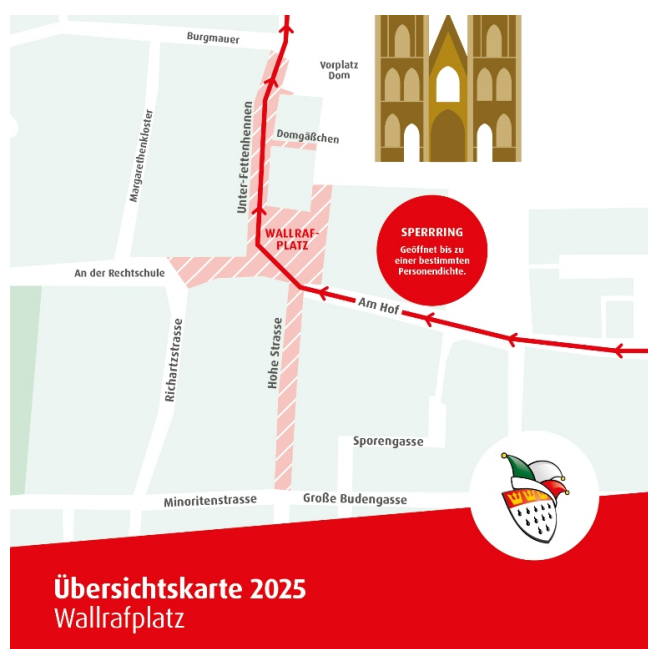 Burgmauer
Vorplatz
Dom
Margarethenkloster
Unter-Fettenhennen
Domgäßchen
WALLRAF-
PLATZ
SPERRRING
Geöffnet bis zu
einer bestimmten
Personendichte.
An der Rechtschule
Am Hof
Richartzstrasse
Hohe Strasse
Sporengasse
Minoritenstrasse
Große Budengasse
Übersichtskarte 2025
Wallrafplatz